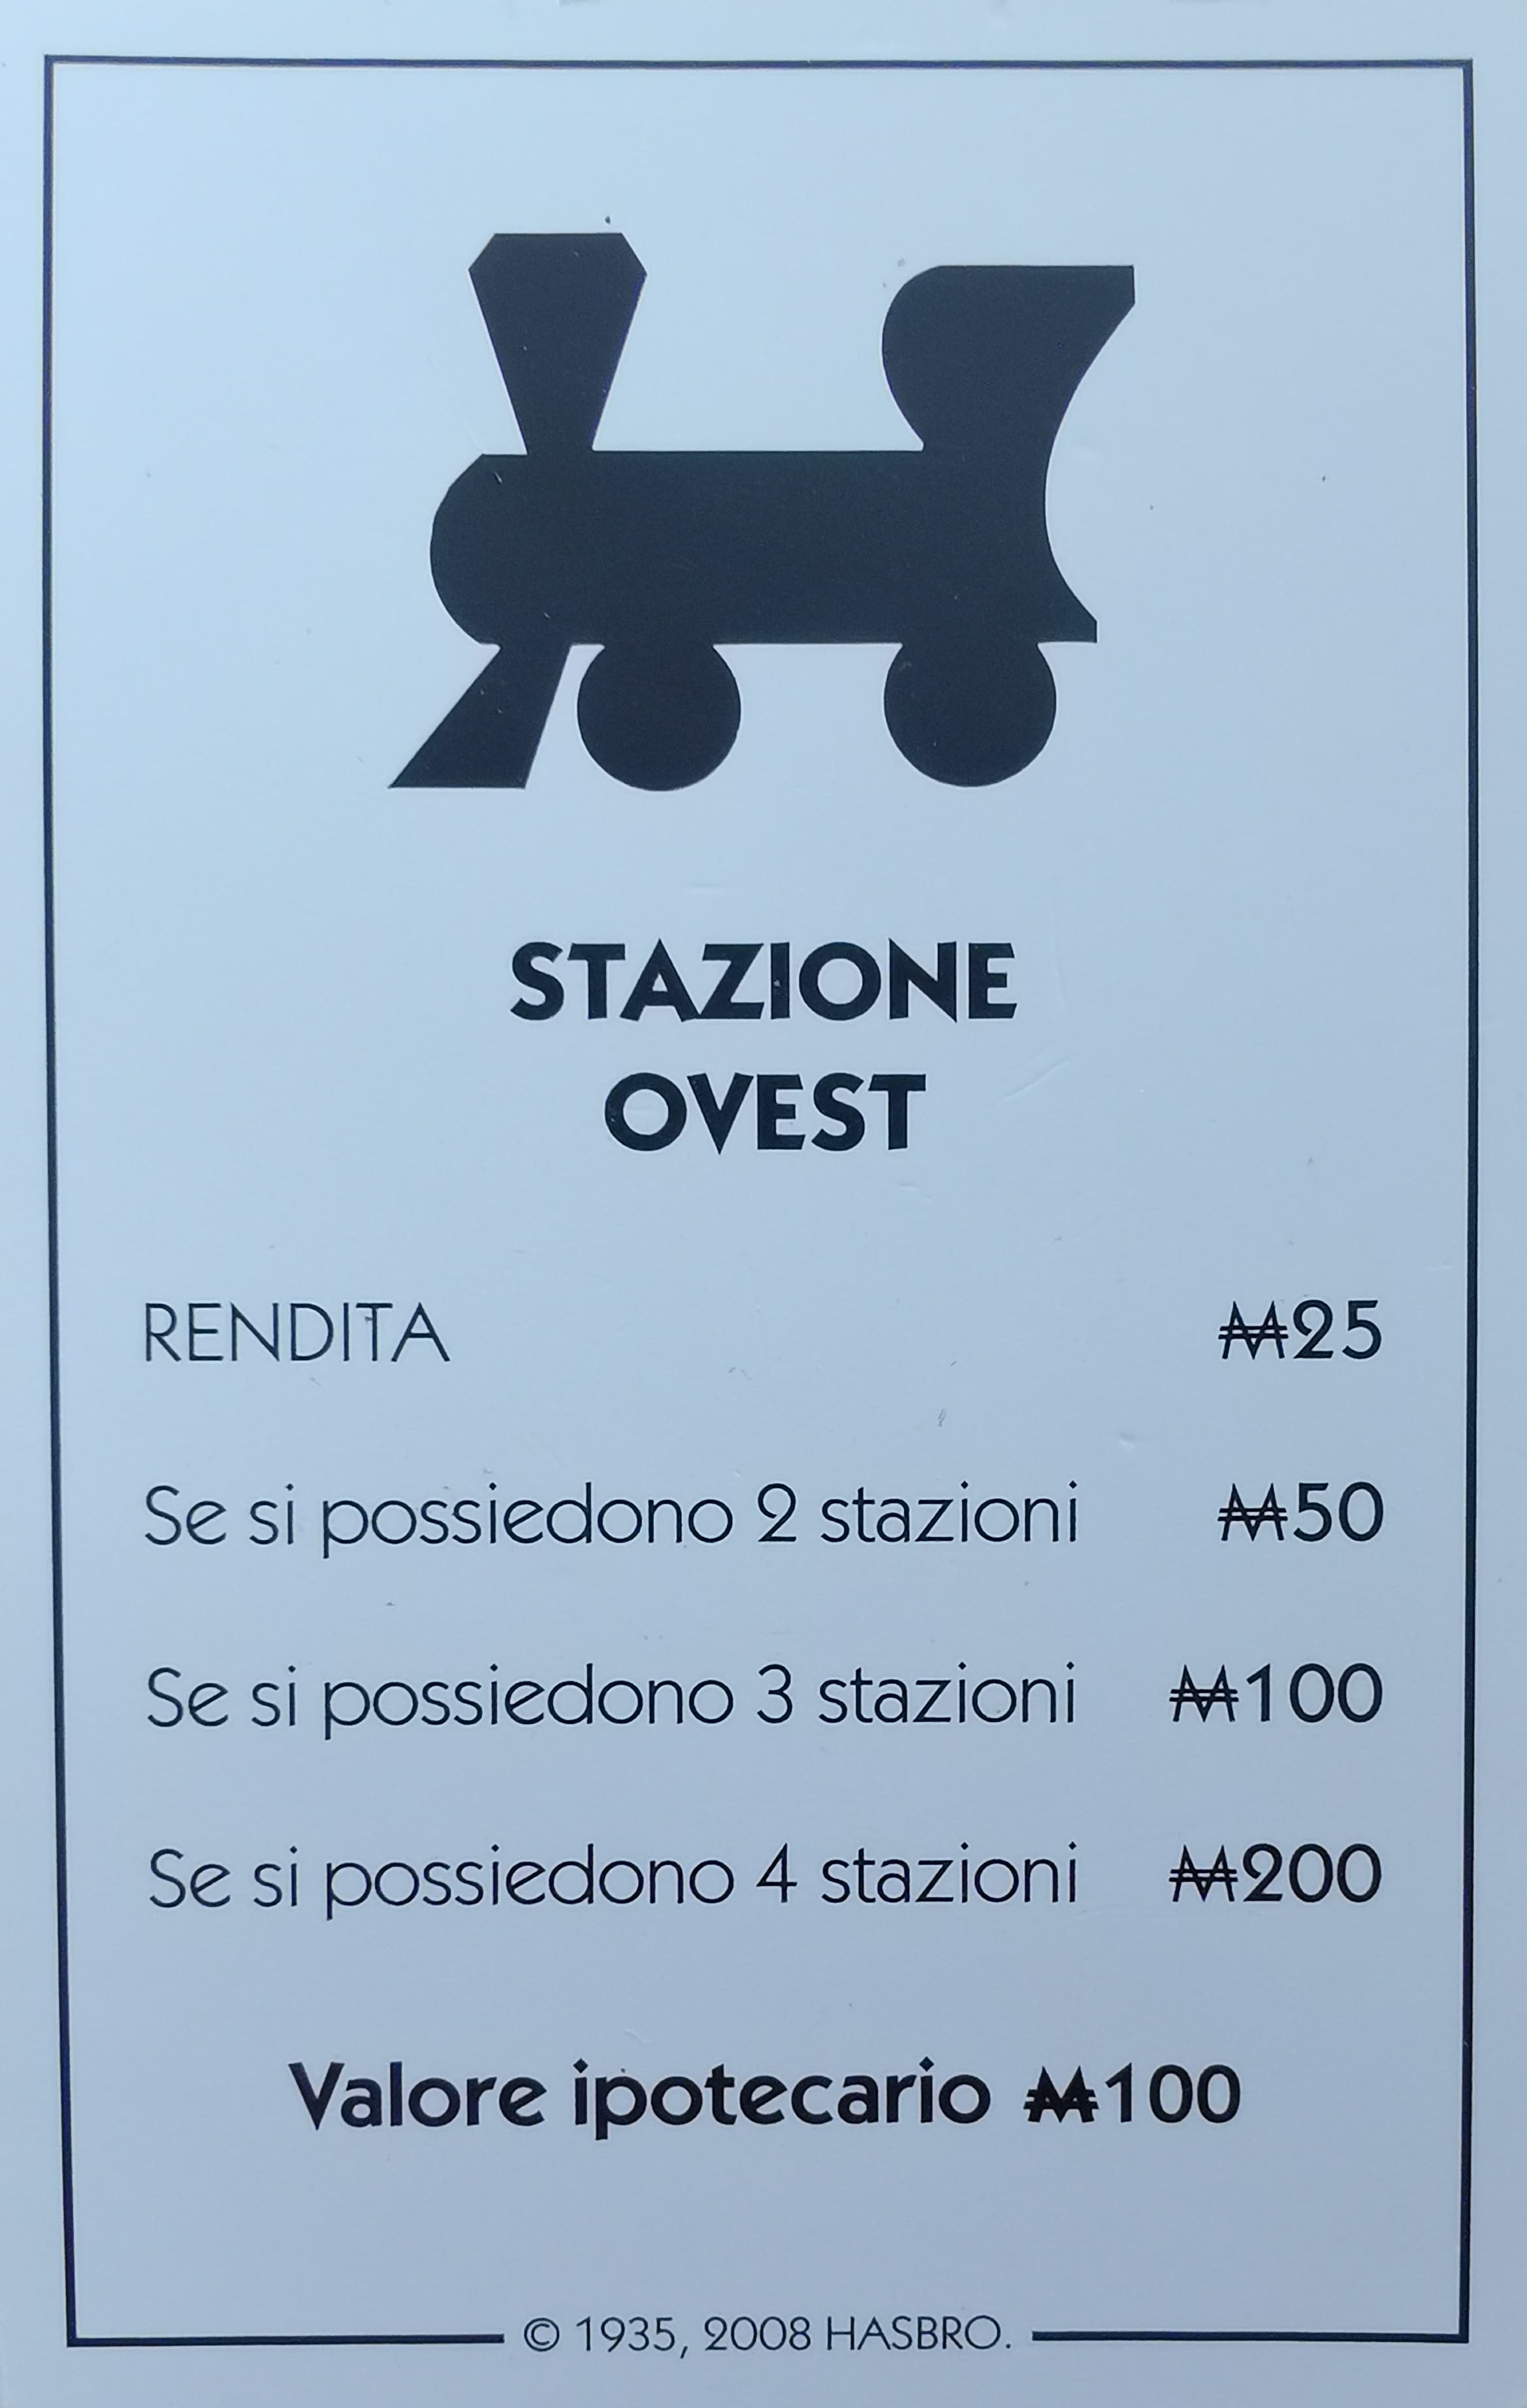 STAZIONE
OVEST
RENDITA ₩25
Se si possiedono 2 stazioni ₩50
Se si possiedono 3 stazioni ₩100
Se si possiedono 4 stazioni ₩200
Valore ipotecario ₩100
© 1935, 2008 HASBRO.